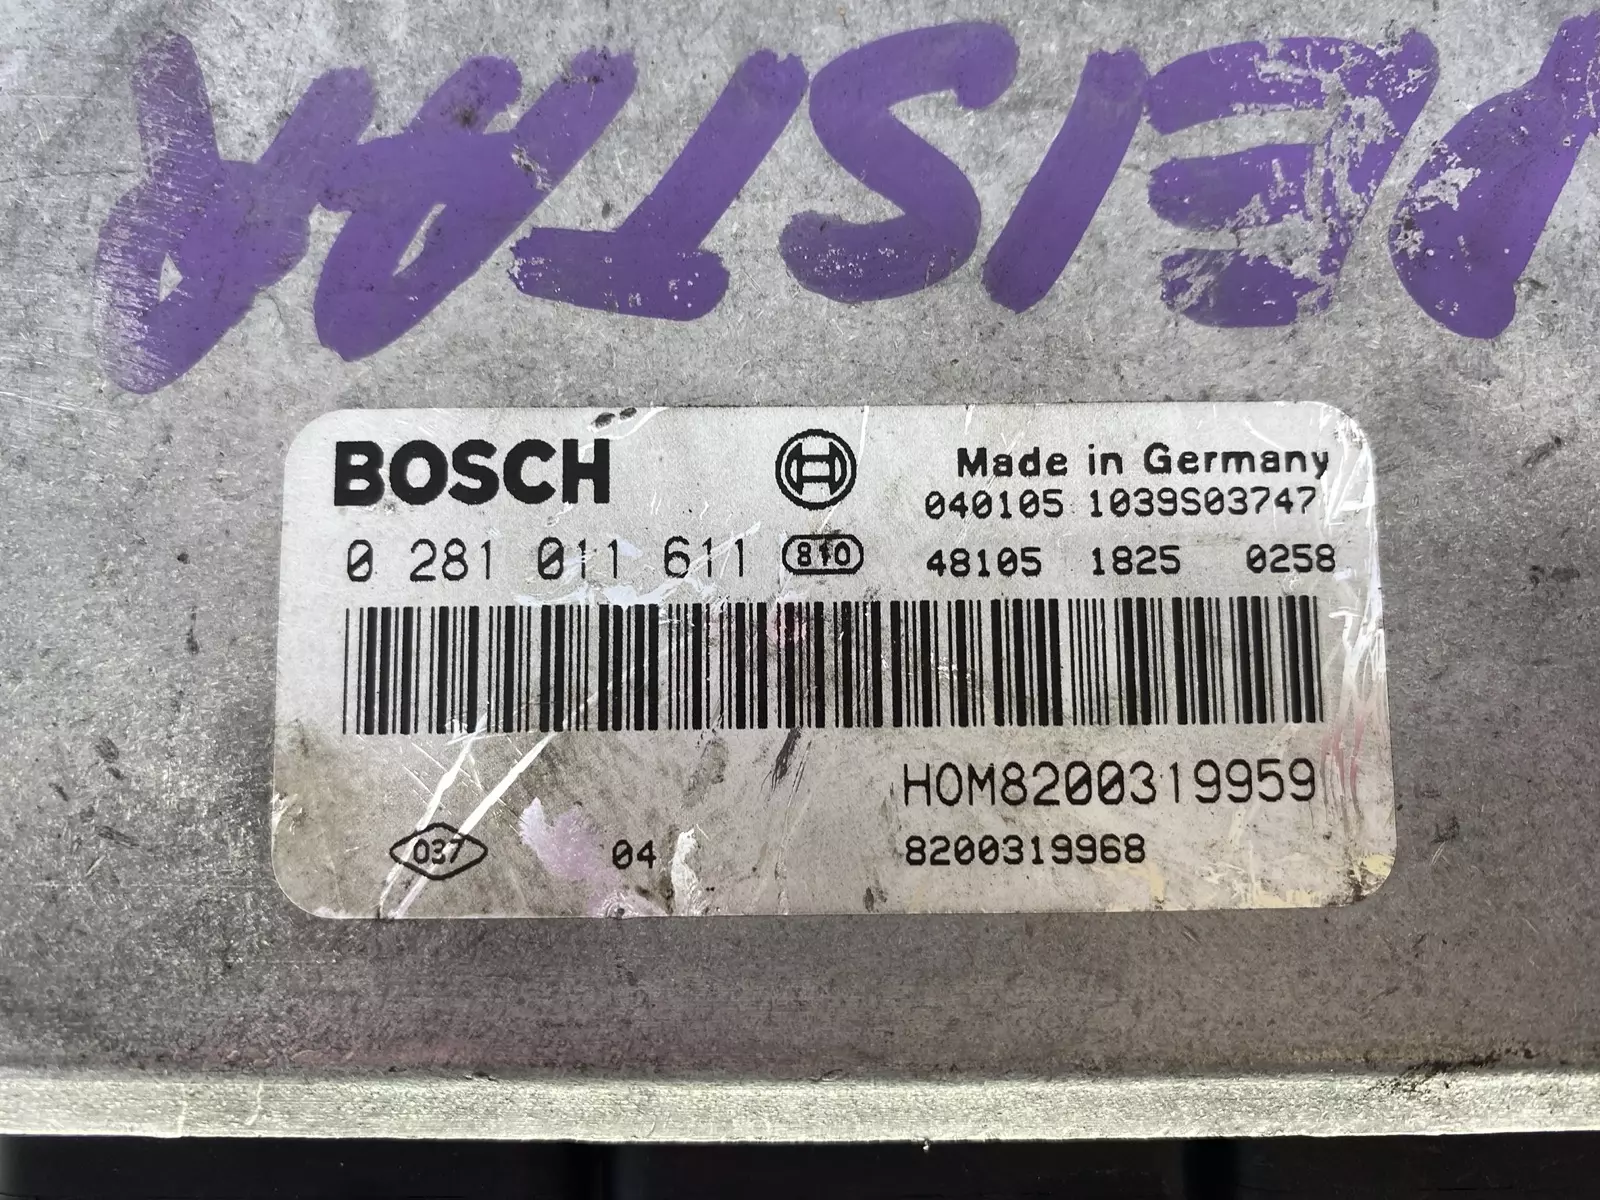 BOSCH
Made in Germany
040105 1039S03747
0 281 011 611 810 48105 1825 0258
HOM8200319959
037 04 8200319968